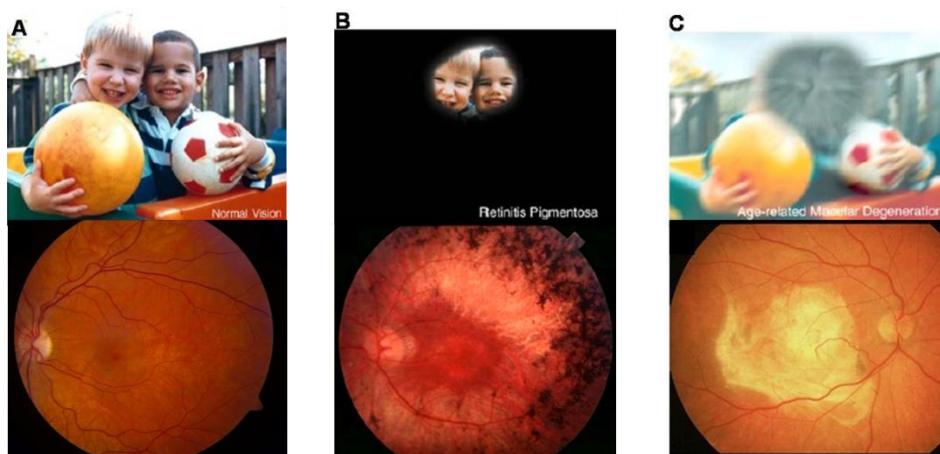 A
B
C
Normal Vision
Retinitis Pigmentosa
Age-related Macular Degeneration